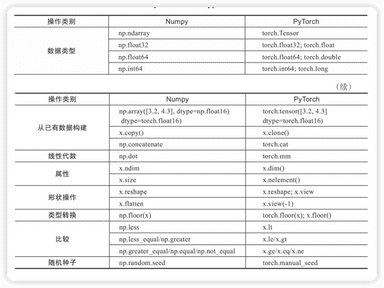 操作类别 Numpy PyTorch
数据类型 np.ndarray torch.Tensor
np.float32 torch.float32; torch.float
np.float64 torch.float64; torch.double
np.int64 torch.int64; torch.long
（续）
操作类别 Numpy PyTorch
从已有数据构建 np.array([3.2, 4.3], dtype=np.float16) torch.tensor([3.2, 4.3]
dtype=torch.float16) dtype=torch.float16)
x.copy() x.clone()
np.concatenate torch.cat
线性代数 np.dot torch.mm
属性 x.ndim x.dim()
x.size x.nelement()
形状操作 x.reshape x.reshape; x.view
x.flatten x.view(-1)
类型转换 np.floor(x) torch.floor(x); x.floor()
比较 np.less x.lt
np.less_equal/np.greater x.le/x.gt
np.greater_equal/np.equal/np.not_equal x.ge/x.eq/x.ne
随机种子 np.random.seed torch.manual_seed